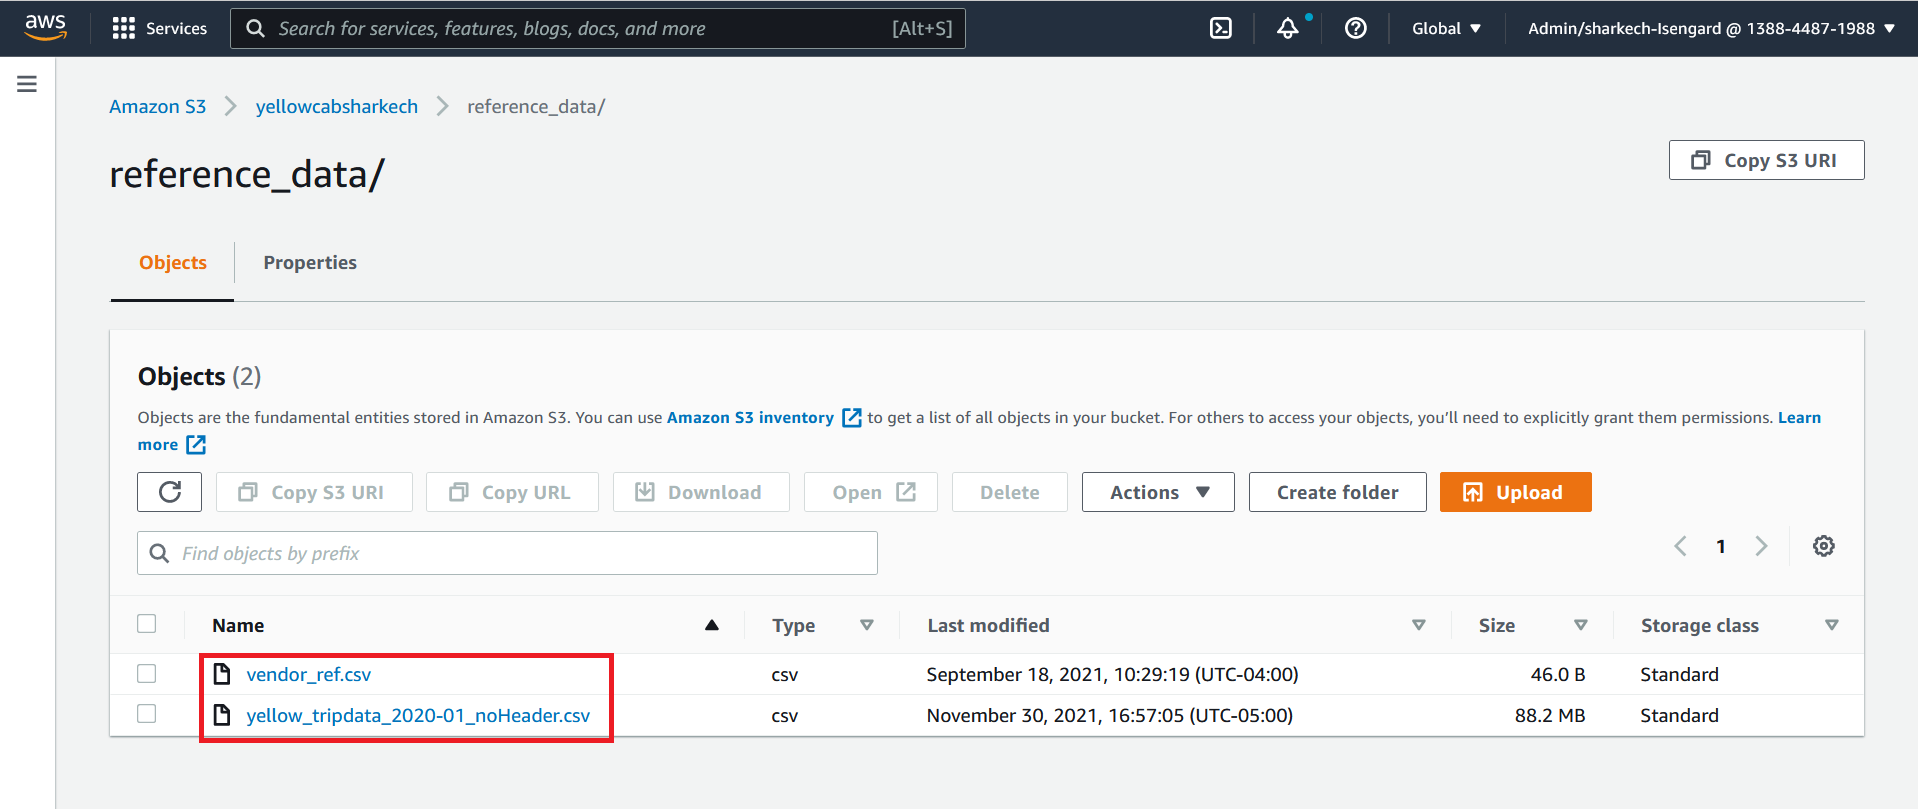 aws Services Search for services, features, blogs, docs, and more [Alt+S] Global Admin/sharkech-Isengard @ 1388-4487-1988
Amazon S3 yellowcabsharkech reference_data/
reference_data/
Copy S3 URI
Objects Properties
Objects (2)
Objects are the fundamental entities stored in Amazon S3. You can use Amazon S3 inventory to get a list of all objects in your bucket. For others to access your objects, you'll need to explicitly grant them permissions. Learn
more
Copy S3 URI Copy URL Download Open Delete Actions Create folder Upload
Find objects by prefix 1
Name Type Last modified Size Storage class
vendor_ref.csv csv September 18, 2021, 10:29:19 (UTC-04:00) 46.0 B Standard
yellow_tripdata_2020-01_noHeader.csv csv November 30, 2021, 16:57:05 (UTC-05:00) 88.2 MB Standard